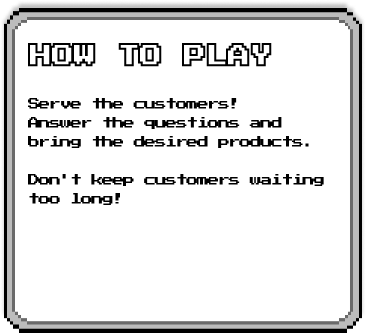 HOW TO PLAY
Serve the customers!
Answer the questions and
bring the desired products.
Don't keep customers waiting
too long!